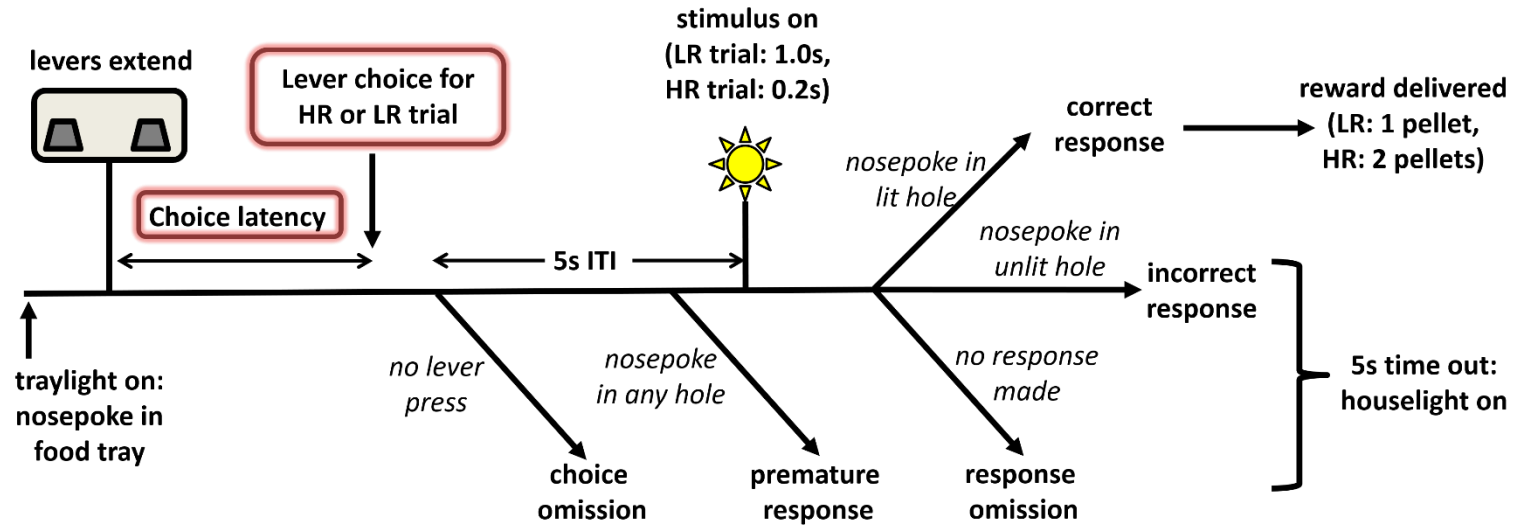 levers extend
Lever choice for
HR or LR trial
Choice latency
stimulus on
(LR trial: 1.0s,
HR trial: 0.2s)
5s ITI
traylight on:
nosepoke in
food tray
no lever
press
choice
omission
nosepoke
in any hole
premature
response
no response
made
response
omission
nosepoke in
lit hole
correct
response
reward delivered
(LR: 1 pellet,
HR: 2 pellets)
nosepoke in
unlit hole
incorrect
response
5s time out:
houselight on